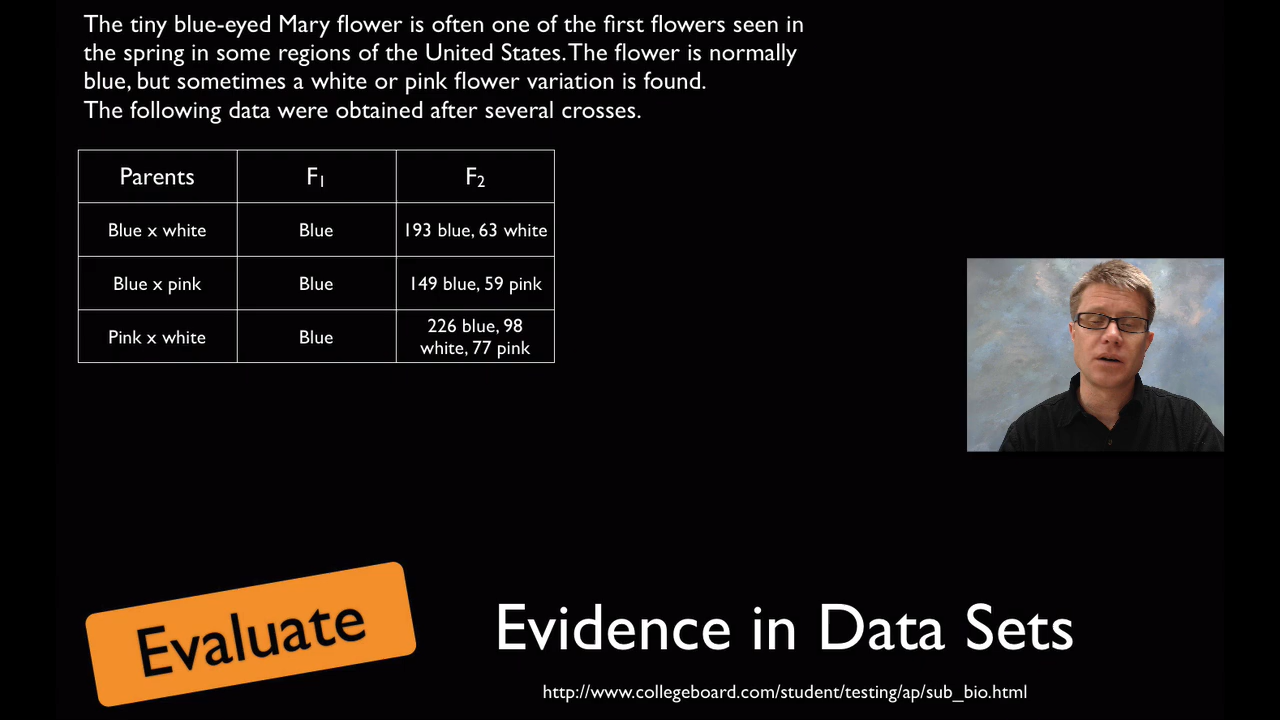 The tiny blue-eyed Mary flower is often one of the first flowers seen in
the spring in some regions of the United States. The flower is normally
blue, but sometimes a white or pink flower variation is found.
The following data were obtained after several crosses.
Parents F₁ F₂
Blue x white Blue 193 blue, 63 white
Blue x pink Blue 149 blue, 59 pink
Pink x white Blue 226 blue, 98
white, 77 pink
Evaluate
Evidence in Data Sets
http://www.collegeboard.com/student/testing/ap/sub_bio.html